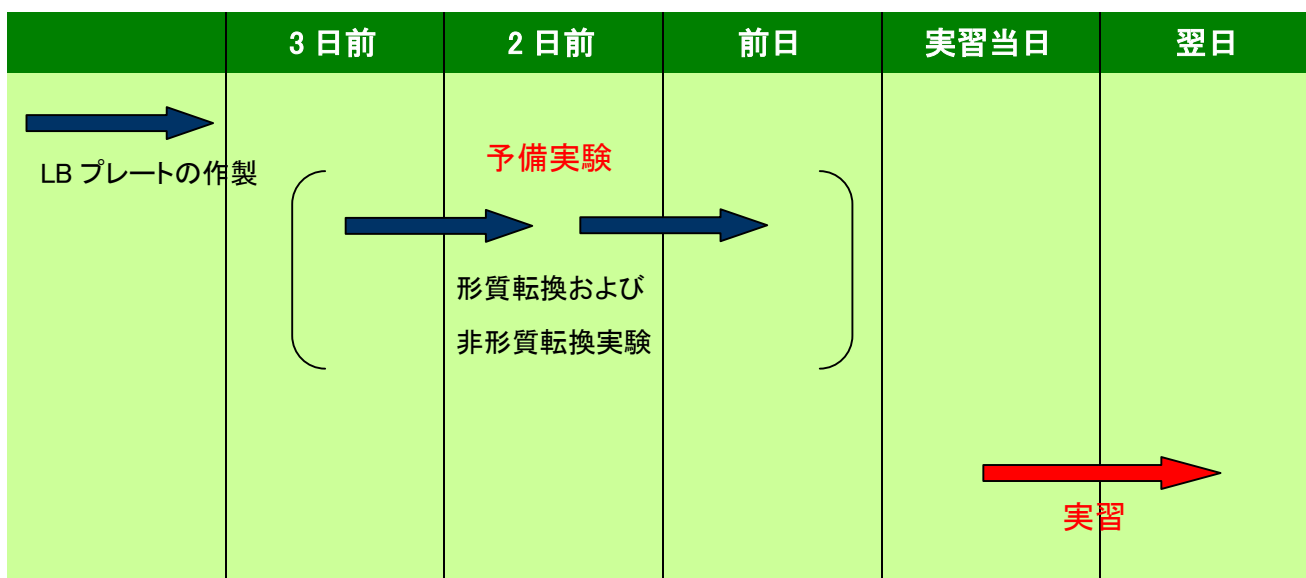 3日前 2日前 前日 実習当日 翌日
LB プレートの作製
予備実験
形質転換および
非形質転換実験
実習